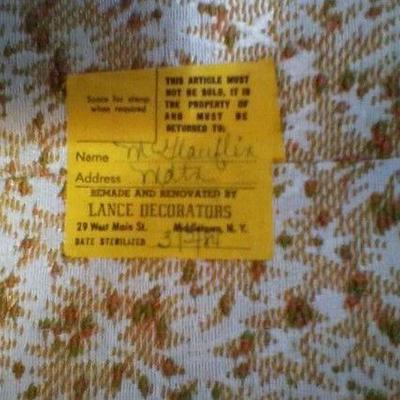 Space for stamp
when required
THIS ARTICLE MUST
NOT BE SOLD, IT IS
THE PROPERTY OF
AND MUST BE
RETURNED TO:
Name
Address
REMADE AND RENOVATED BY
LANCE DECORATORS
29 West Main St. Middletown, N. Y.
DATE STERILIZED